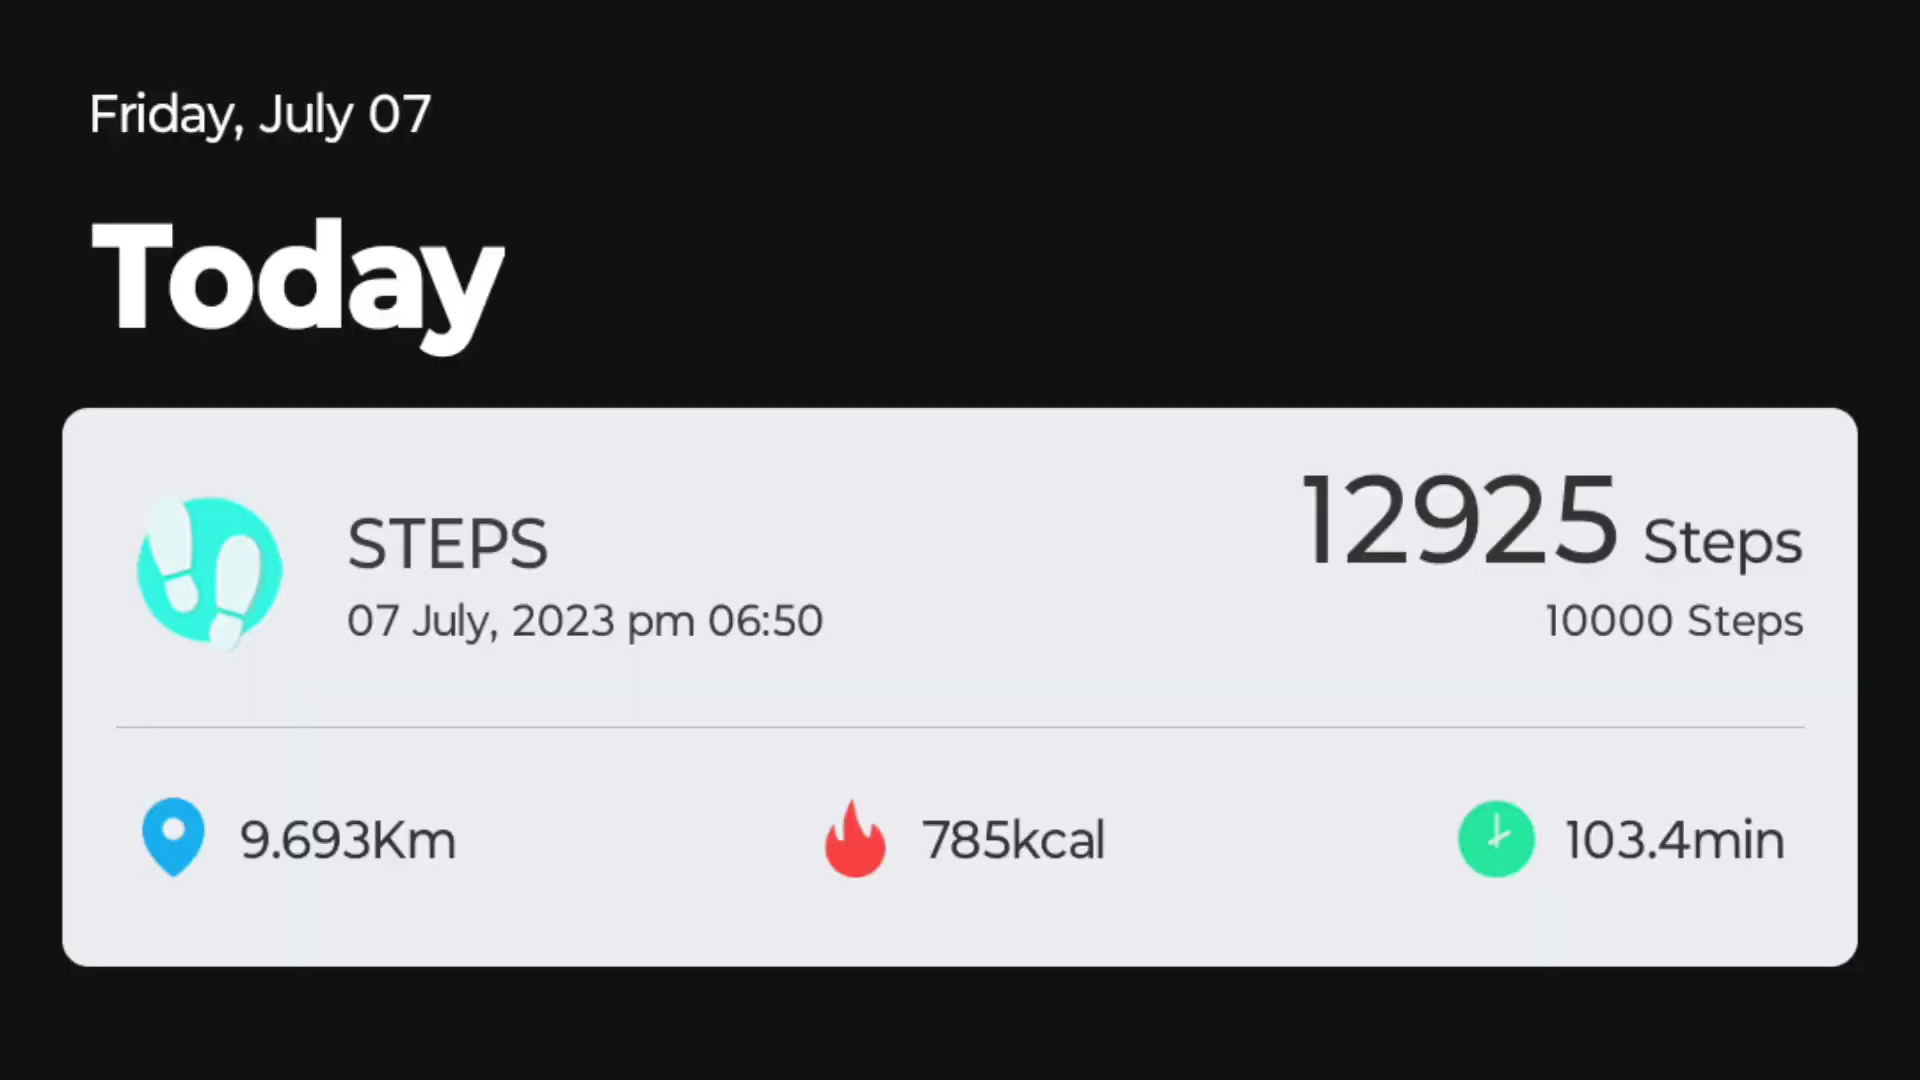 Friday, July 07
Today
STEPS
12925 Steps
07 July, 2023 pm 06:50
10000 Steps
9.693Km
785kcal
103.4min